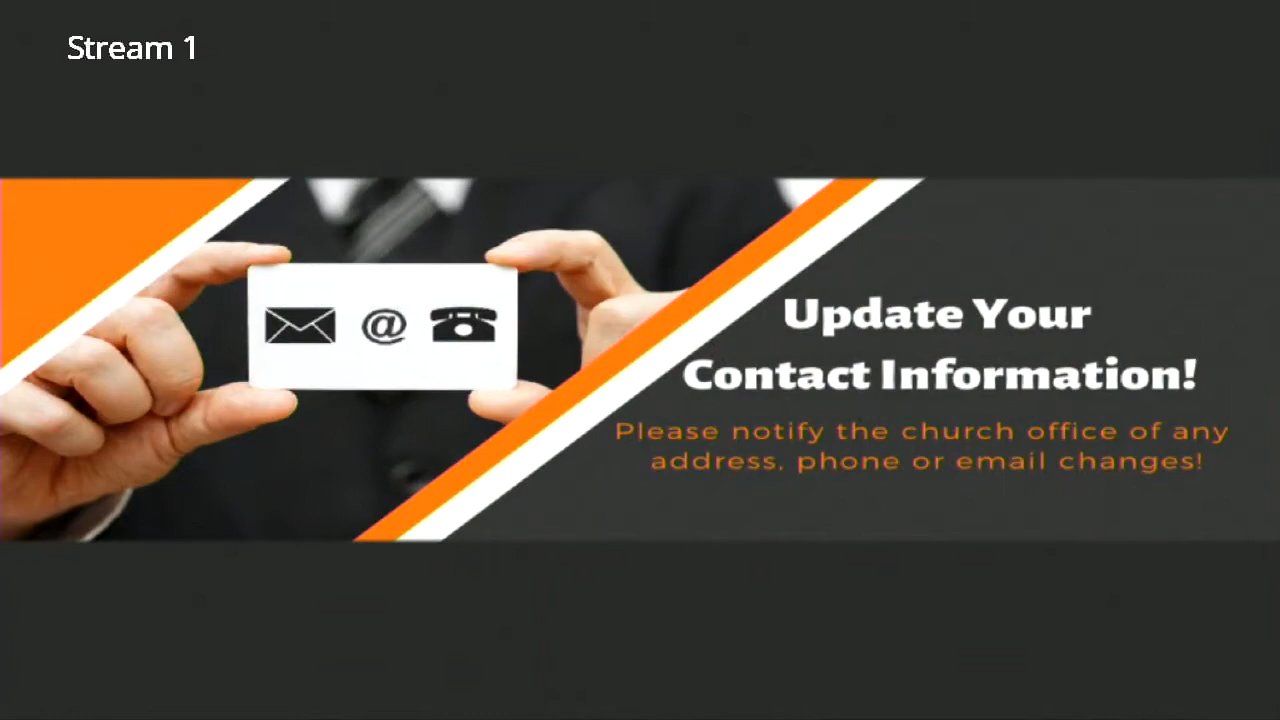 Stream 1
@
Update Your
Contact Information!
Please notify the church office of any
address, phone or email changes!